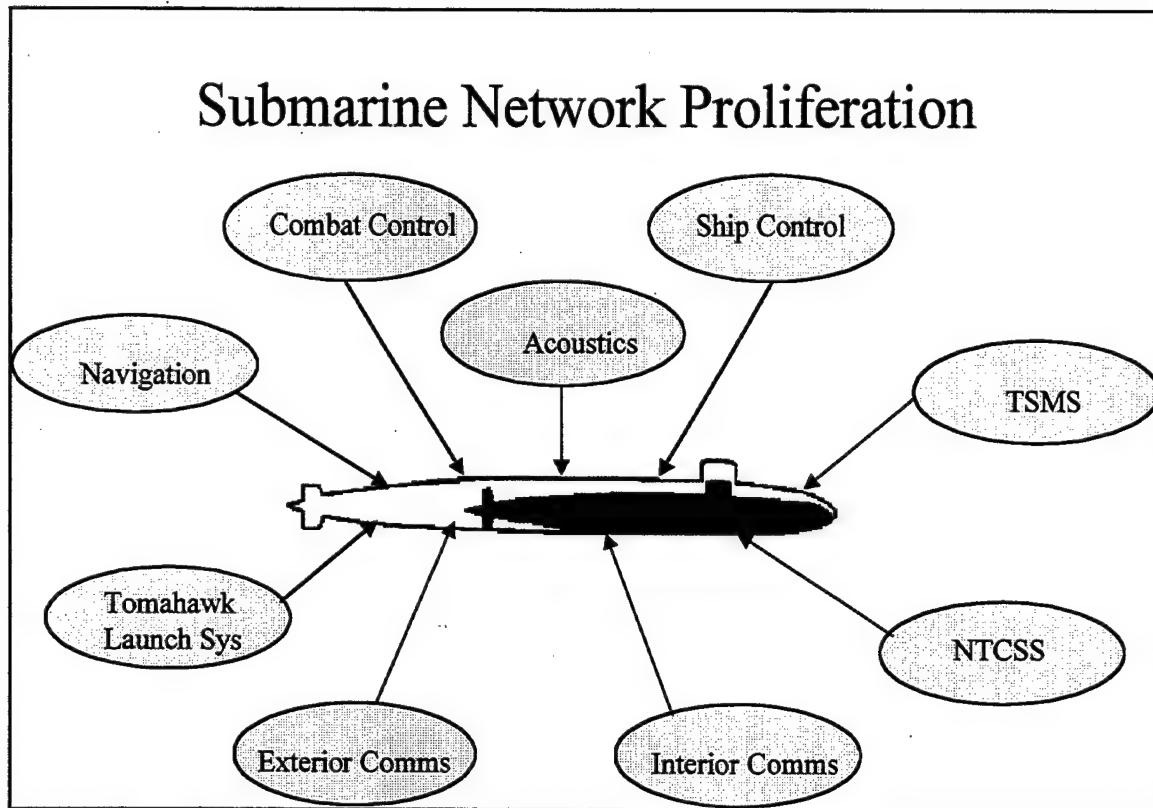 Submarine Network Proliferation
Combat Control
Ship Control
Acoustics
Navigation
TSMS
Tomahawk
Launch Sys
NTCSS
Exterior Comms
Interior Comms